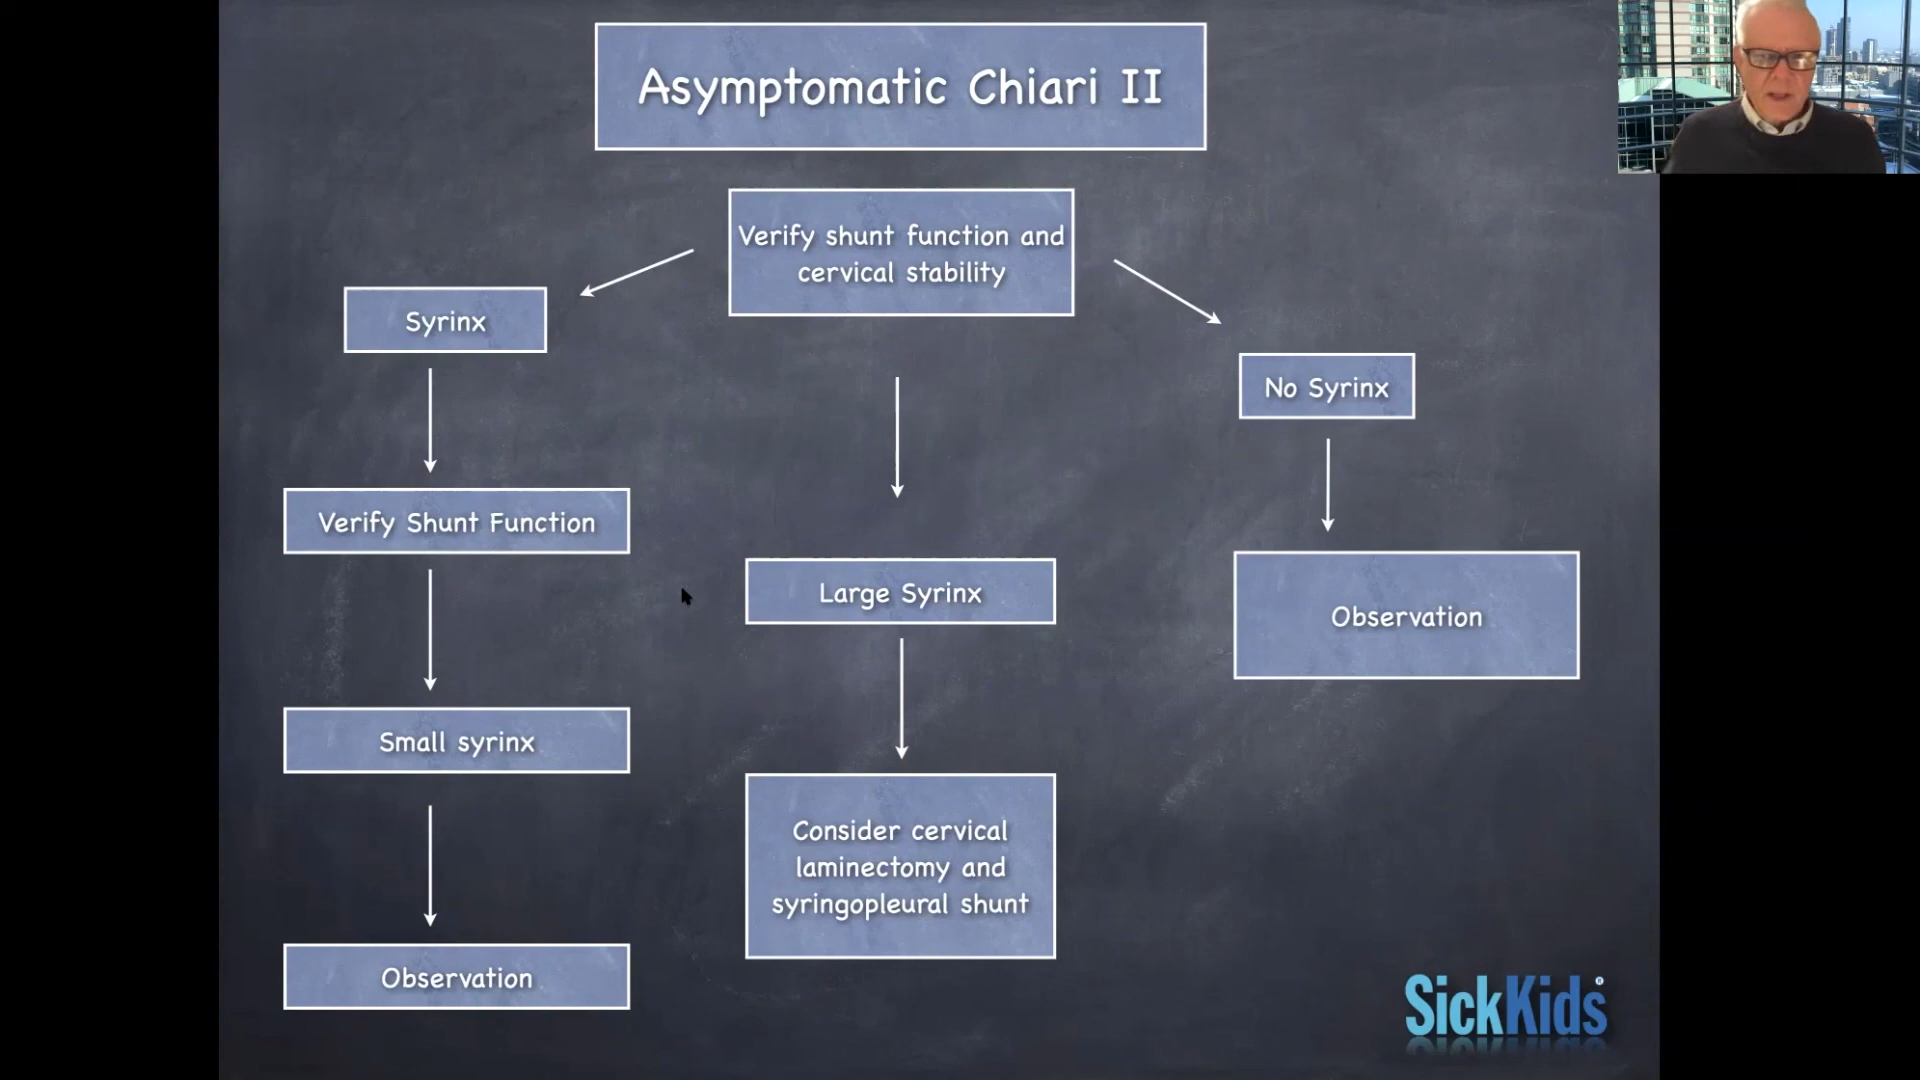 Asymptomatic Chiari II
Verify shunt function and
cervical stability
Syrinx
No Syrinx
Verify Shunt Function
Large Syrinx
Observation
Small syrinx
Consider cervical
laminectomy and
syringopleural shunt
Observation
SickKids®